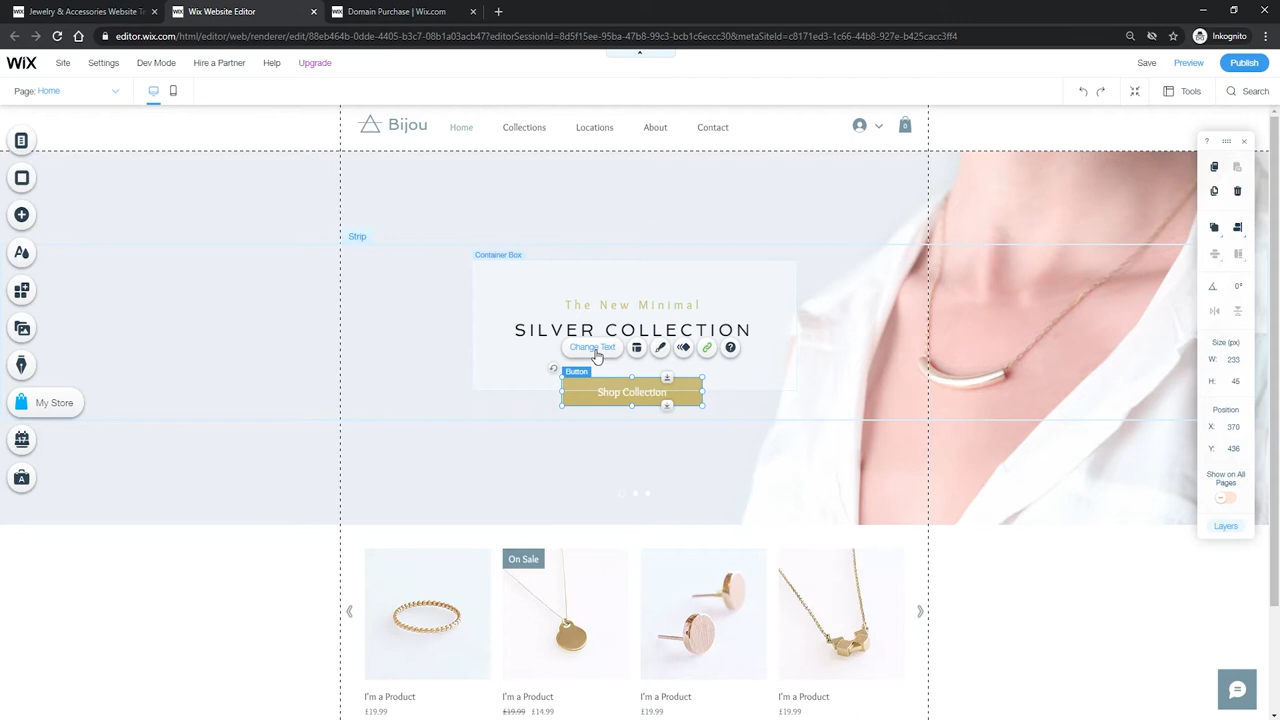 Jewelry & Accessories Website T
Wix Website Editor
Domain Purchase | Wix.com
editor.wix.com/html/editor/web/renderer/edit/88eb464f-0dde-4405-b3c7-08b1a03acb47?editorSessionId=8d5f15ee-95ba-47b8-99c3-bcb1c6eccc30&metaSiteId=c8171ed3-1c66-44b8-927e-b425cacc3ff4
Incognito
WiX
Site
Settings
Dev Mode
Hire a Partner
Help
Upgrade
Save
Preview
Publish
Page: Home
Tools
Search
Bijou
Home
Collections
Locations
About
Contact
0
Strip
Container Box
The New Minimal
SILVER COLLECTION
Change Text
Button
Shop Collection
My Store
17
A
0°
Size (px)
W: 233
H: 45
Position
X: 370
Y: 436
Show on All
Pages
Layers
On Sale
I'm a Product
£19.99
I'm a Product
£19.99 £14.99
I'm a Product
£19.99
I'm a Product
£19.99